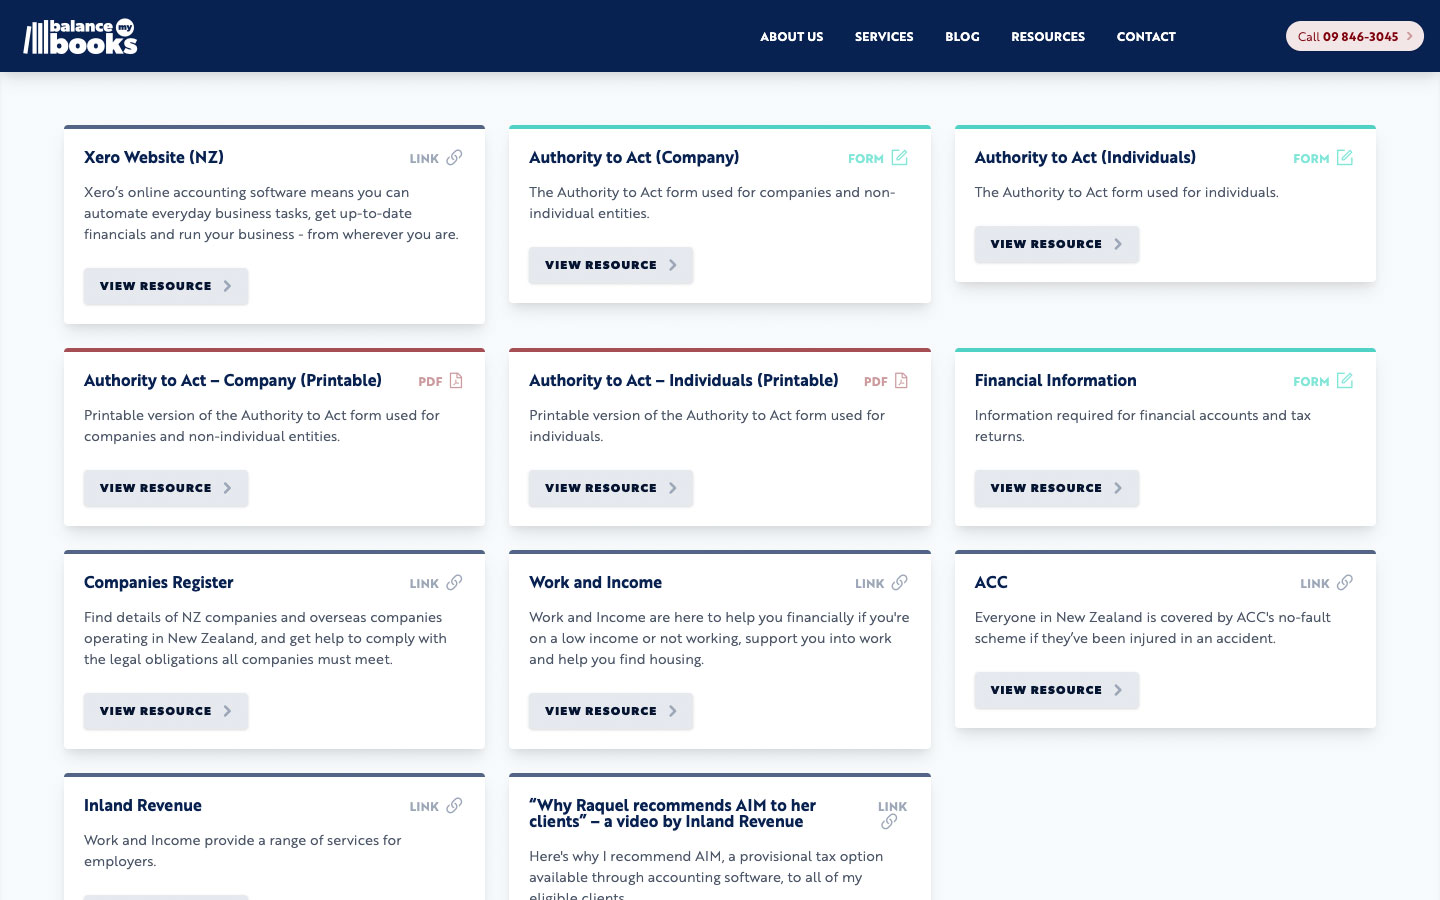 balance my
books
ABOUT US
SERVICES
BLOG
RESOURCES
CONTACT
Call 09 846-3045
Xero Website (NZ)
LINK
Xero’s online accounting software means you can
automate everyday business tasks, get up-to-date
financials and run your business - from wherever you are.
VIEW RESOURCE
Authority to Act (Company)
FORM
The Authority to Act form used for companies and non-
individual entities.
VIEW RESOURCE
Authority to Act (Individuals)
FORM
The Authority to Act form used for individuals.
VIEW RESOURCE
Authority to Act – Company (Printable)
PDF
Printable version of the Authority to Act form used for
companies and non-individual entities.
VIEW RESOURCE
Authority to Act – Individuals (Printable)
PDF
Printable version of the Authority to Act form used for
individuals.
VIEW RESOURCE
Financial Information
FORM
Information required for financial accounts and tax
returns.
VIEW RESOURCE
Companies Register
LINK
Find details of NZ companies and overseas companies
operating in New Zealand, and get help to comply with
the legal obligations all companies must meet.
VIEW RESOURCE
Work and Income
LINK
Work and Income are here to help you financially if you're
on a low income or not working, support you into work
and help you find housing.
VIEW RESOURCE
ACC
LINK
Everyone in New Zealand is covered by ACC's no-fault
scheme if they’ve been injured in an accident.
VIEW RESOURCE
Inland Revenue
LINK
Work and Income provide a range of services for
employers.
“Why Raquel recommends AIM to her
clients” – a video by Inland Revenue
LINK
Here's why I recommend AIM, a provisional tax option
available through accounting software, to all of my
eligible clients